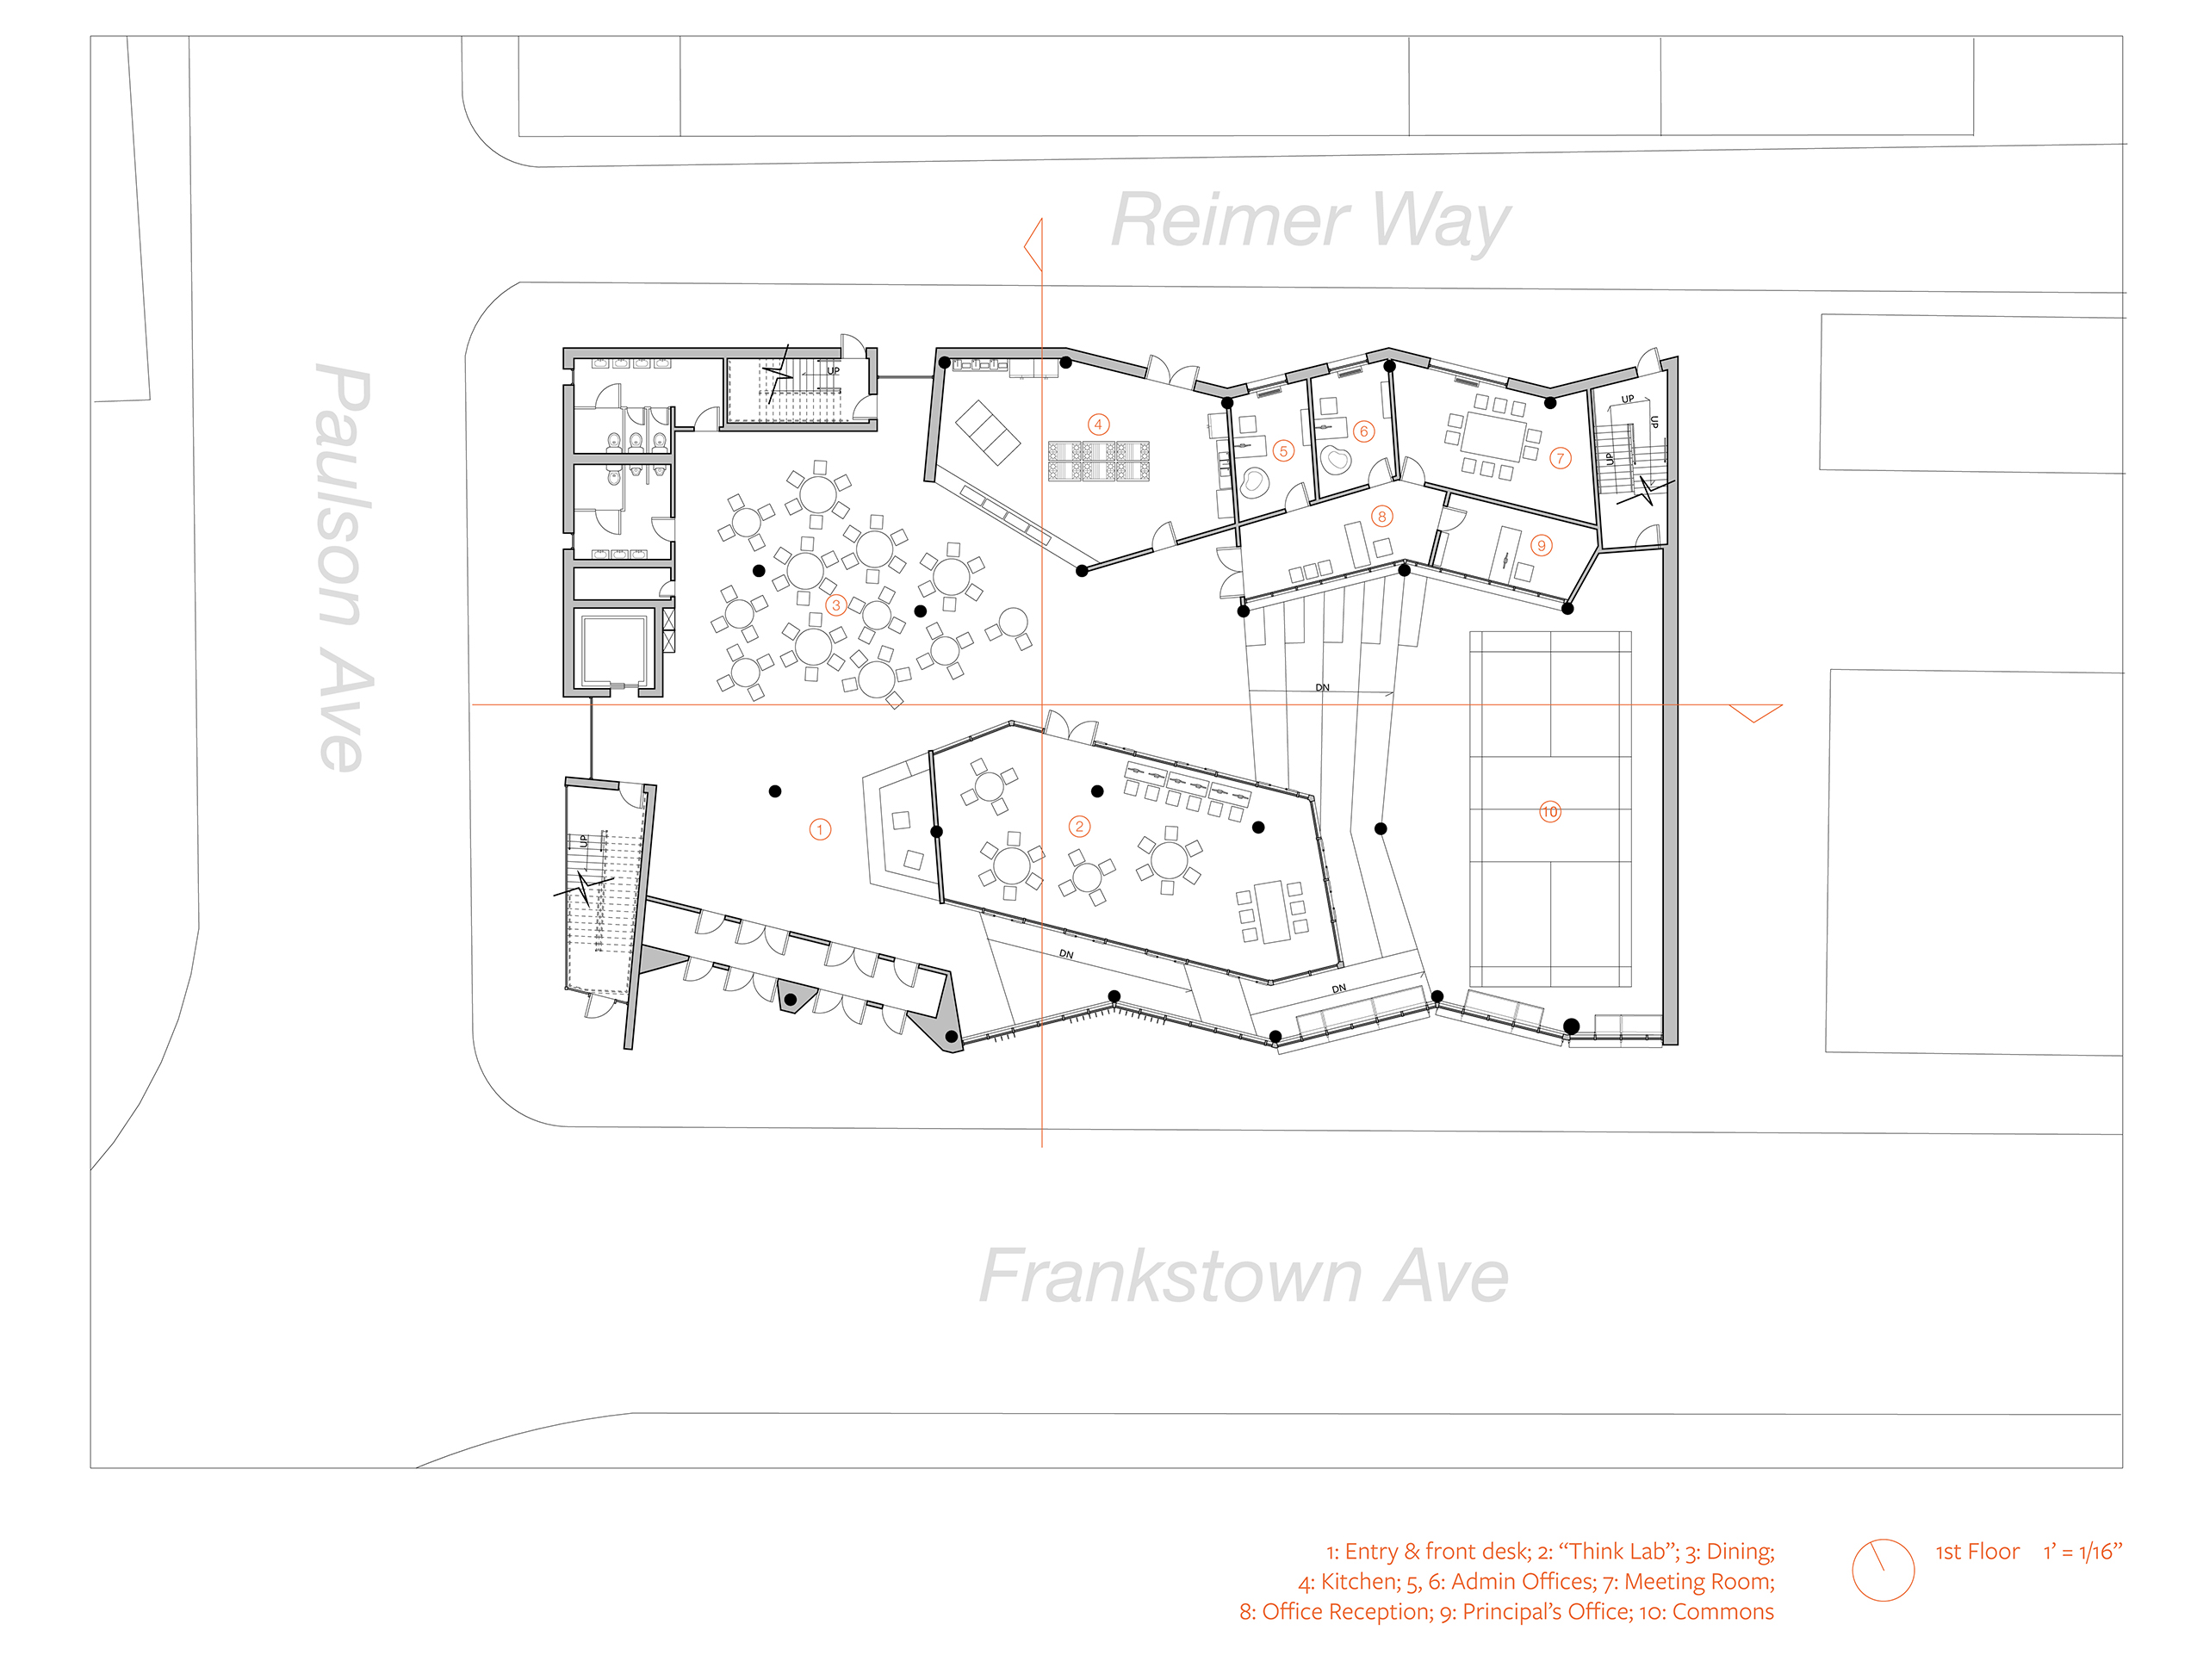 Reimer Way
Paulson Ave
UP
4
5
6
7
UP
UP
UP
8
9
3
DN
10
1
2
UP
DN
DN
Frankstown Ave
1: Entry & front desk; 2: “Think Lab”; 3: Dining;
4: Kitchen; 5, 6: Admin Offices; 7: Meeting Room;
8: Office Reception; 9: Principal’s Office; 10: Commons
1st Floor 1’ = 1/16”